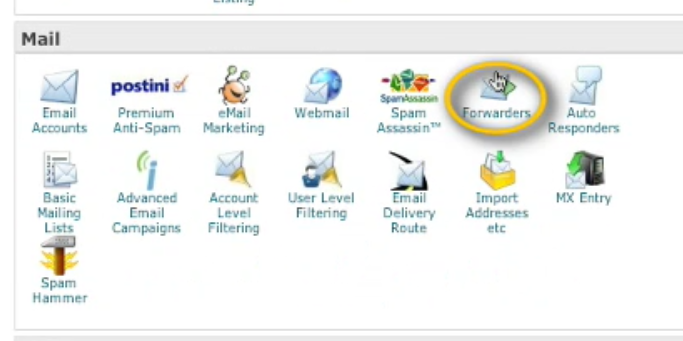 Listing
Mail
postini
SpamAssassin
Email
Accounts
Premium
Anti-Spam
eMail
Marketing
Webmail
Spam
Assassin™
Forwarders
Auto
Responders
Basic
Mailing
Lists
Advanced
Email
Campaigns
Account
Level
Filtering
User Level
Filtering
Email
Delivery
Route
Import
Addresses
etc
MX Entry
Spam
Hammer